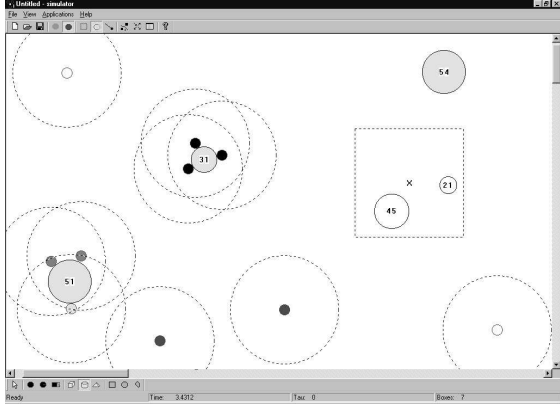 Untitled - simulator
File View Applications Help
54
31
21
45
51
Ready Time: 3.4312 Tau: 0 Boxes: 7